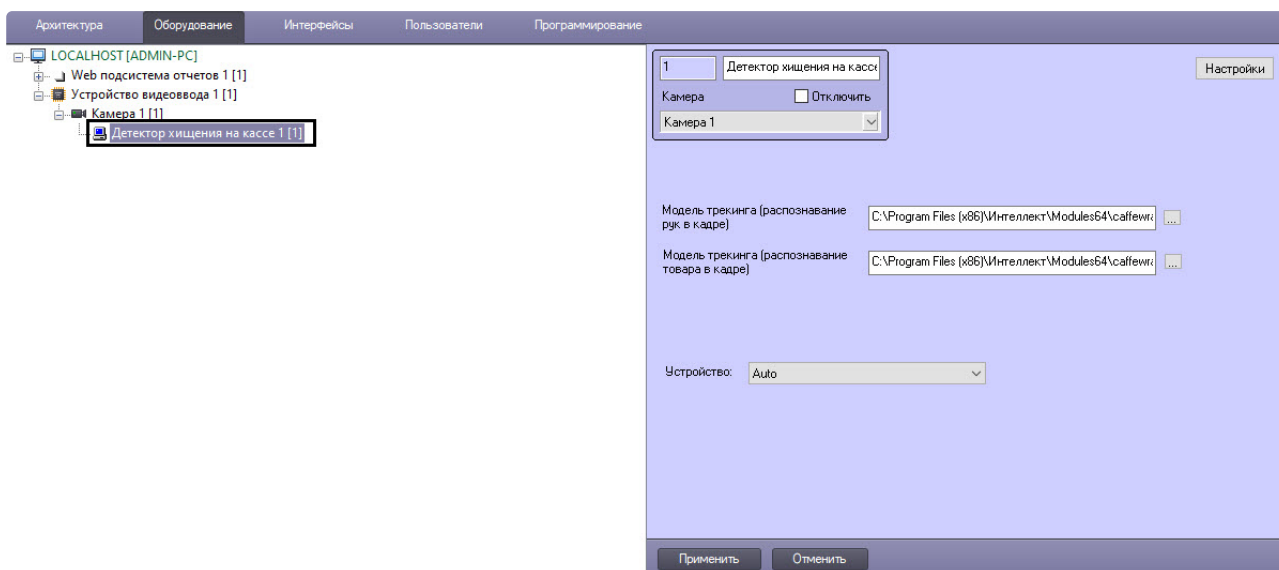 Архитектура Оборудование Интерфейсы Пользователи Программирование
LOCALHOST [ADMIN-PC]
Web подсистема отчетов 1 [1]
Устройство видеоввода 1 [1]
Камера 1 [1]
Детектор хищения на кассе 1 [1]
1 Детектор хищения на кассе Настройки
Камера Отключить
Камера 1
Модель трекинга (распознавание
рук в кадре)
C:\Program Files (x86)\Интеллект\Modules64\caffewra ...
Модель трекинга (распознавание
товара в кадре)
C:\Program Files (x86)\Интеллект\Modules64\caffewra ...
Устройство: Auto
Применить Отменить